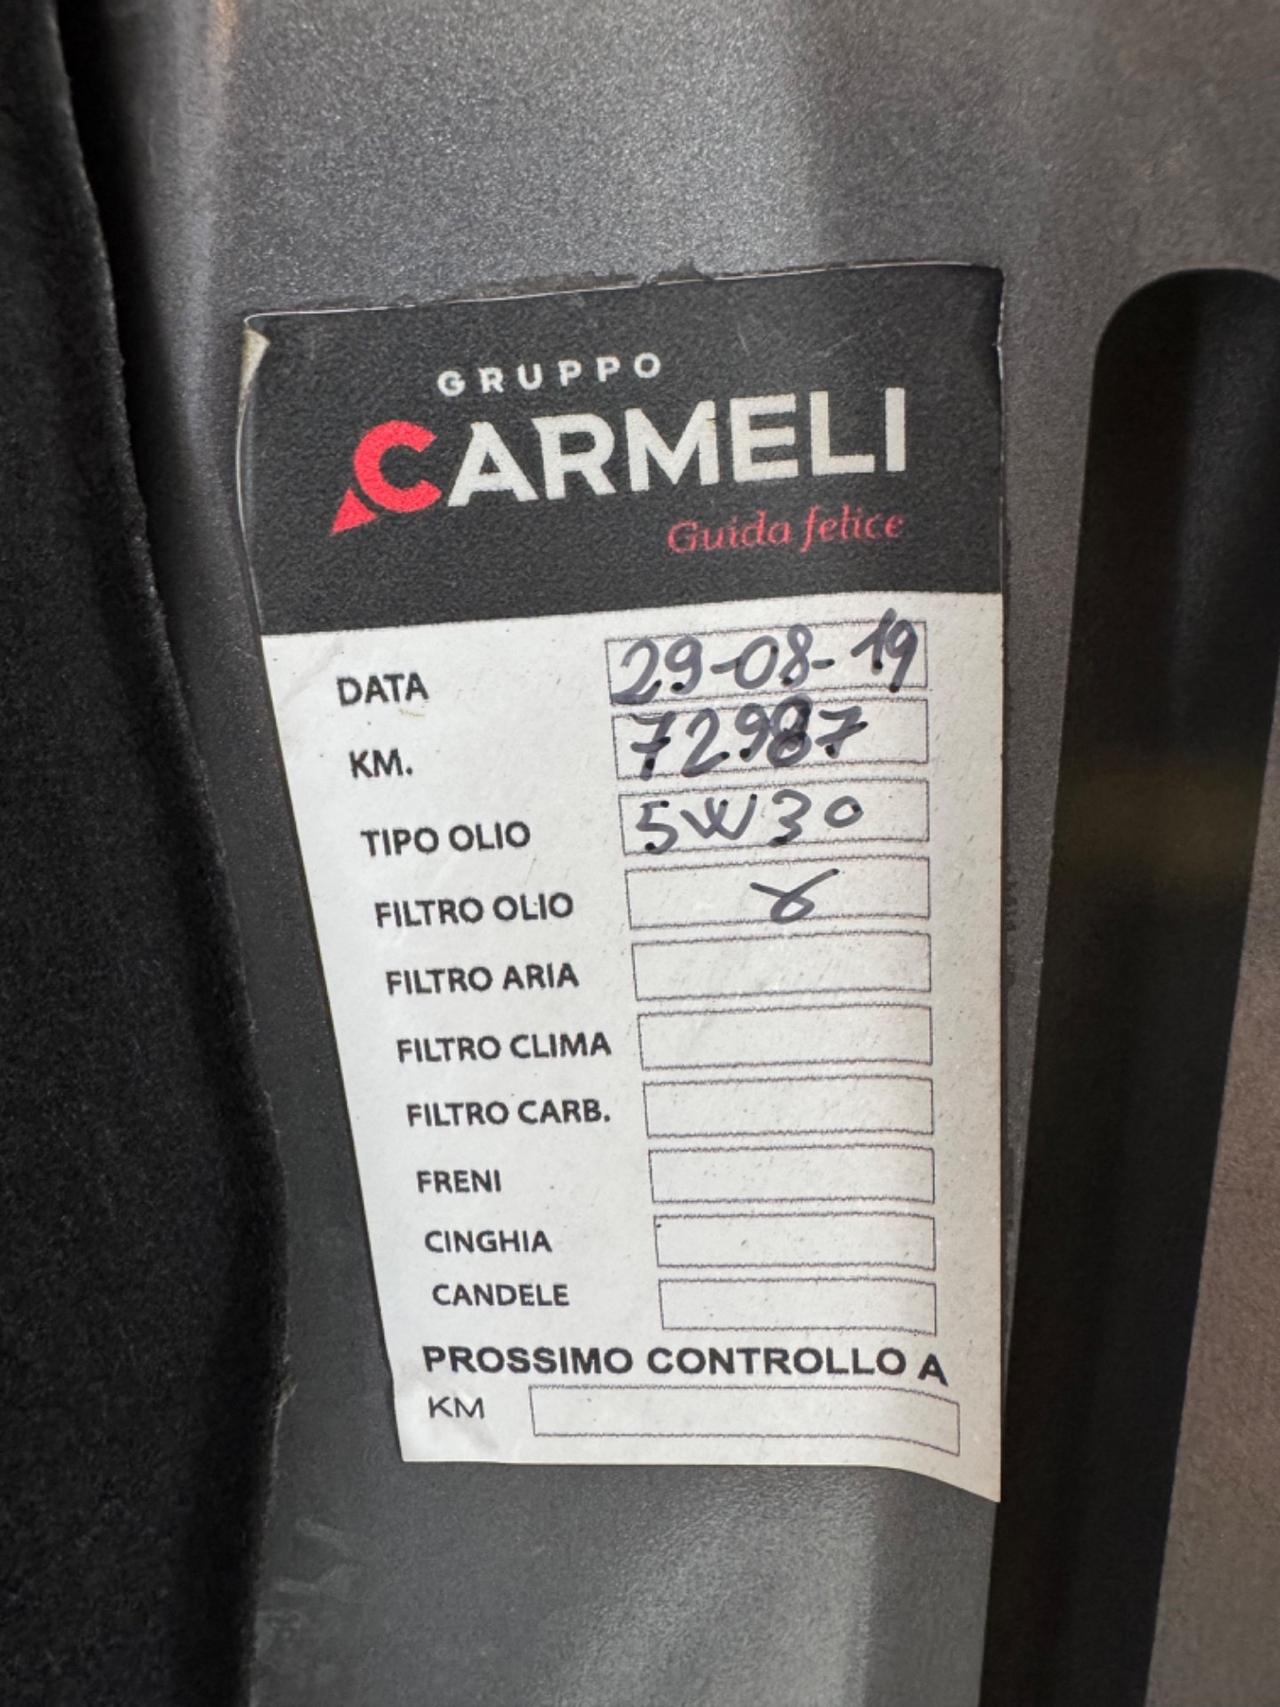 GRUPPO
CARMELI
Guida felice
DATA 29-08-19
KM. 72987
TIPO OLIO 5W30
FILTRO OLIO X
FILTRO ARIA
FILTRO CLIMA
FILTRO CARB.
FRENI
CINGHIA
CANDELE
PROSSIMO CONTROLLO A
KM